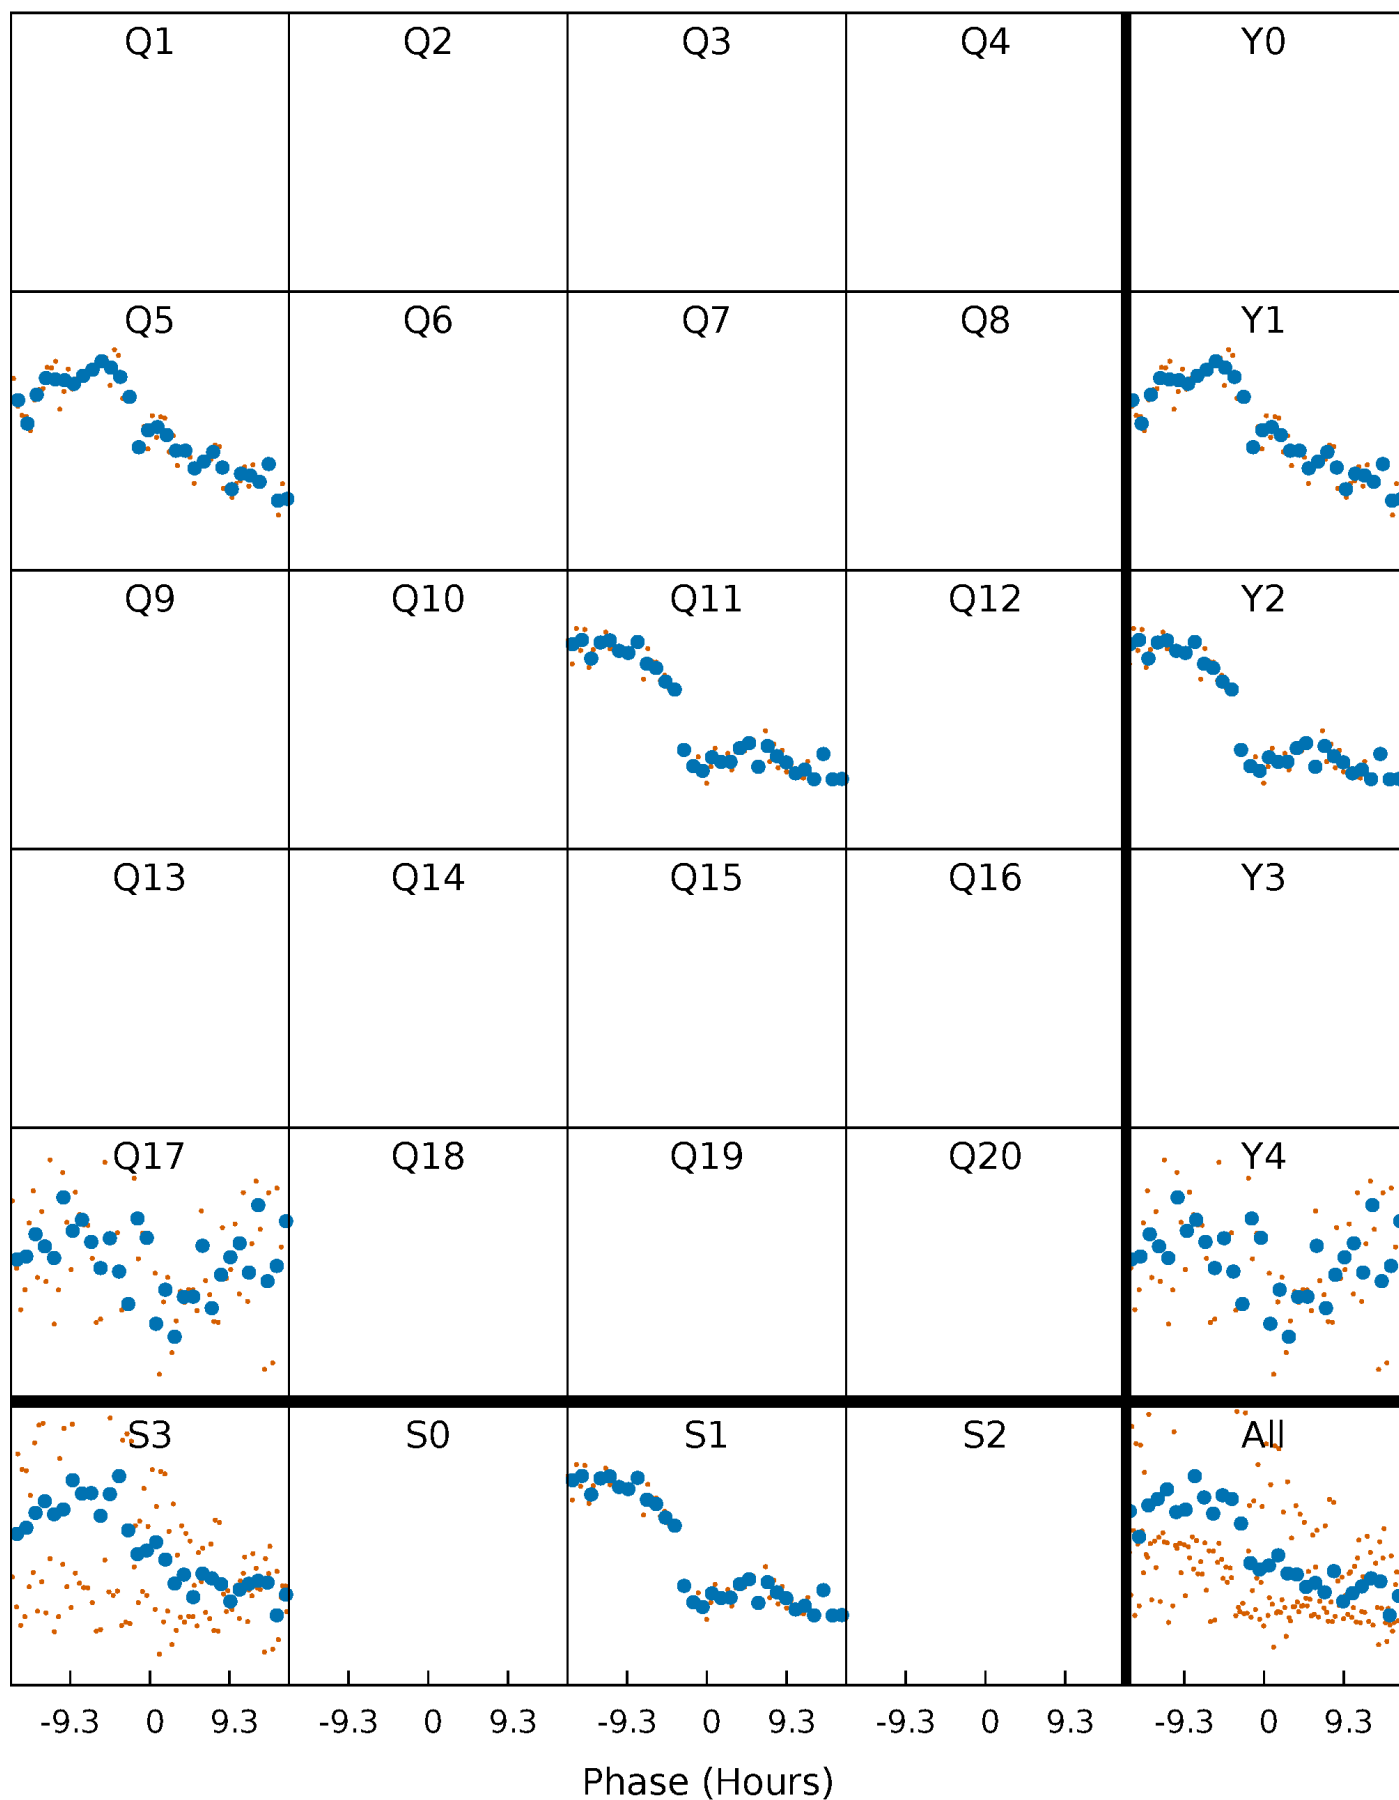 Q1 Q2 Q3 Q4 Y0
Q5 Q6 Q7 Q8 Y1
Q9 Q10 Q11 Q12 Y2
Q13 Q14 Q15 Q16 Y3
Q17 Q18 Q19 Q20 Y4
S3 S0 S1 S2 All
-9.3 0 9.3 -9.3 0 9.3 -9.3 0 9.3 -9.3 0 9.3 -9.3 0 9.3
Phase (Hours)